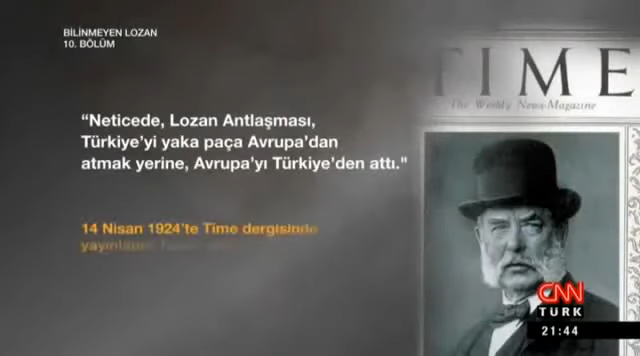 BİLİNMEYEN LOZAN
10. BÖLÜM
TIME
The Weekly News-Magazine
“Neticede, Lozan Antlaşması,
Türkiye'yi yaka paça Avrupa'dan
atmak yerine, Avrupa'yı Türkiye'den attı."
14 Nisan 1924'te Time dergisinde
CNN
TURK
21:44